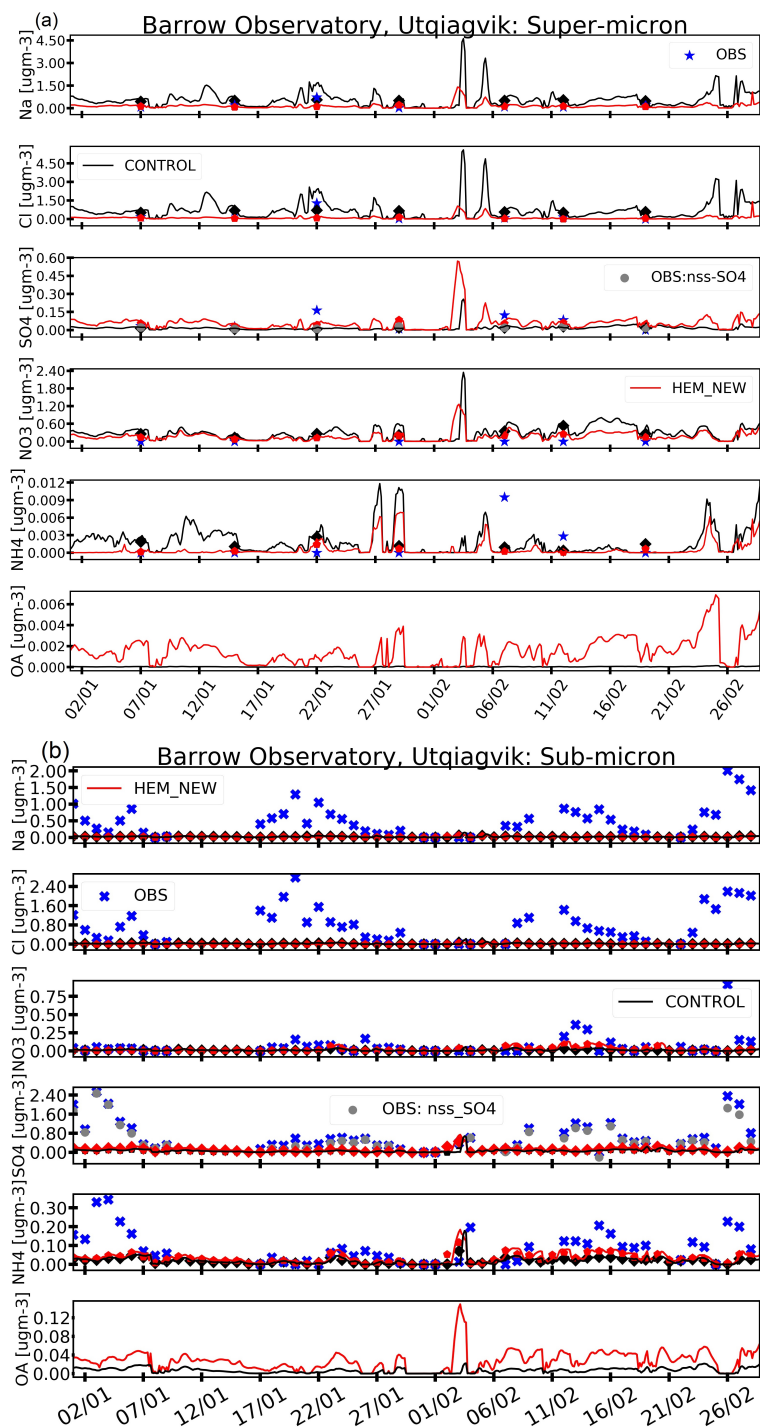 (a)
Barrow Observatory, Utqiagvik: Super-micron
Na [ugm-3]
4.50
3.00
1.50
0.00
OBS
Cl [ugm-3]
4.50
3.00
1.50
0.00
CONTROL
SO4 [ugm-3]
0.60
0.45
0.30
0.15
0.00
OBS:nss-SO4
NO3 [ugm-3]
2.40
1.80
1.20
0.60
0.00
HEM_NEW
NH4 [ugm-3]
0.012
0.009
0.006
0.003
0.000
OA [ugm-3]
0.006
0.004
0.002
0.000
02/01 07/01 12/01 17/01 22/01 27/01 01/02 06/02 11/02 16/02 21/02 26/02
(b)
Barrow Observatory, Utqiagvik: Sub-micron
Na [ugm-3]
2.00
1.50
1.00
0.50
0.00
HEM_NEW
Cl [ugm-3]
2.40
1.60
0.80
0.00
OBS
NO3 [ugm-3]
0.75
0.50
0.25
0.00
CONTROL
SO4 [ugm-3]
2.40
1.60
0.80
0.00
OBS: nss_SO4
NH4 [ugm-3]
0.30
0.20
0.10
0.00
OA [ugm-3]
0.12
0.08
0.04
0.00
02/01 07/01 12/01 17/01 22/01 27/01 01/02 06/02 11/02 16/02 21/02 26/02